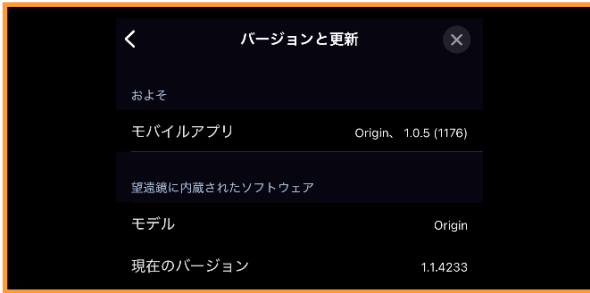 バージョンと更新
およそ
モバイルアプリ Origin、 1.0.5 (1176)
望遠鏡に内蔵されたソフトウェア
モデル Origin
現在のバージョン 1.1.4233